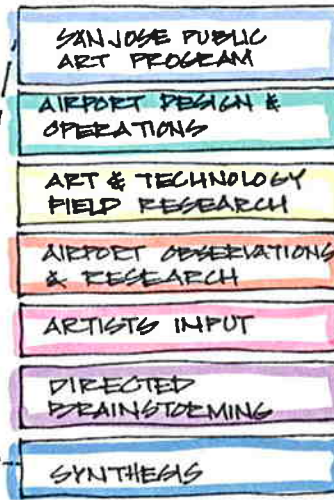 SAN JOSE PUBLIC
ART PROGRAM
AIRPORT DESIGN &
OPERATIONS
ART & TECHNOLOGY
FIELD RESEARCH
AIRPORT OBSERVATIONS
& RESEARCH
ARTISTS INPUT
DIRECTED
BRAINSTORMING
SYNTHESIS